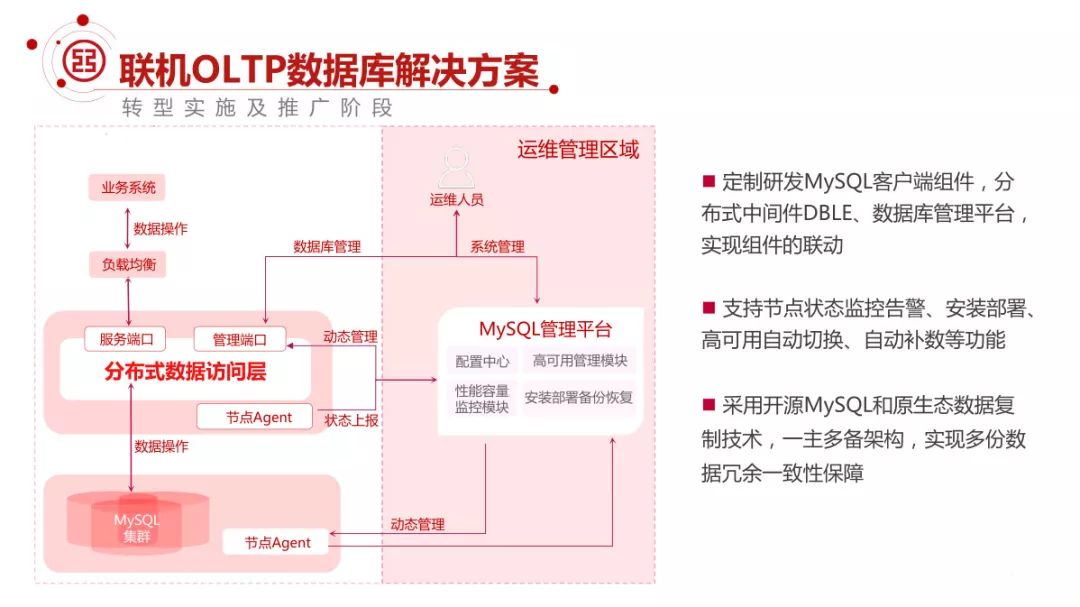 联机OLTP数据库解决方案
转型实施及推广阶段
运维管理区域
运维人员
业务系统
数据操作
负载均衡
数据库管理
系统管理
服务端口
管理端口
动态管理
分布式数据访问层
节点Agent
状态上报
MySQL管理平台
配置中心
高可用管理模块
性能容量
监控模块
安装部署备份恢复
数据操作
MySQL
集群
节点Agent
动态管理
■ 定制研发MySQL客户端组件，分
布式中间件DBLE、数据库管理平台，
实现组件的联动
■ 支持节点状态监控告警、安装部署、
高可用自动切换、自动补数等功能
■ 采用开源MySQL和原生态数据复
制技术，一主多备架构，实现多份数
据冗余一致性保障